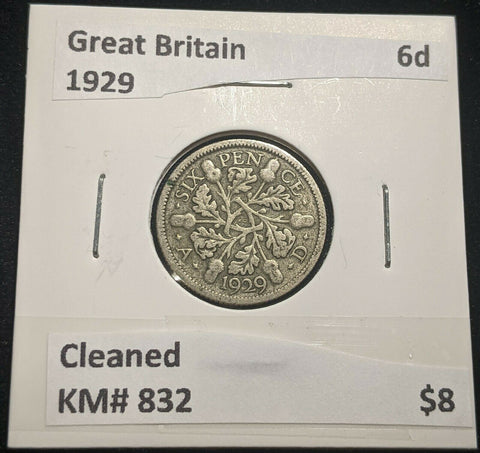 Great Britain 6d
1929
SIX PENCE
A D
1929
Cleaned
KM# 832 $8